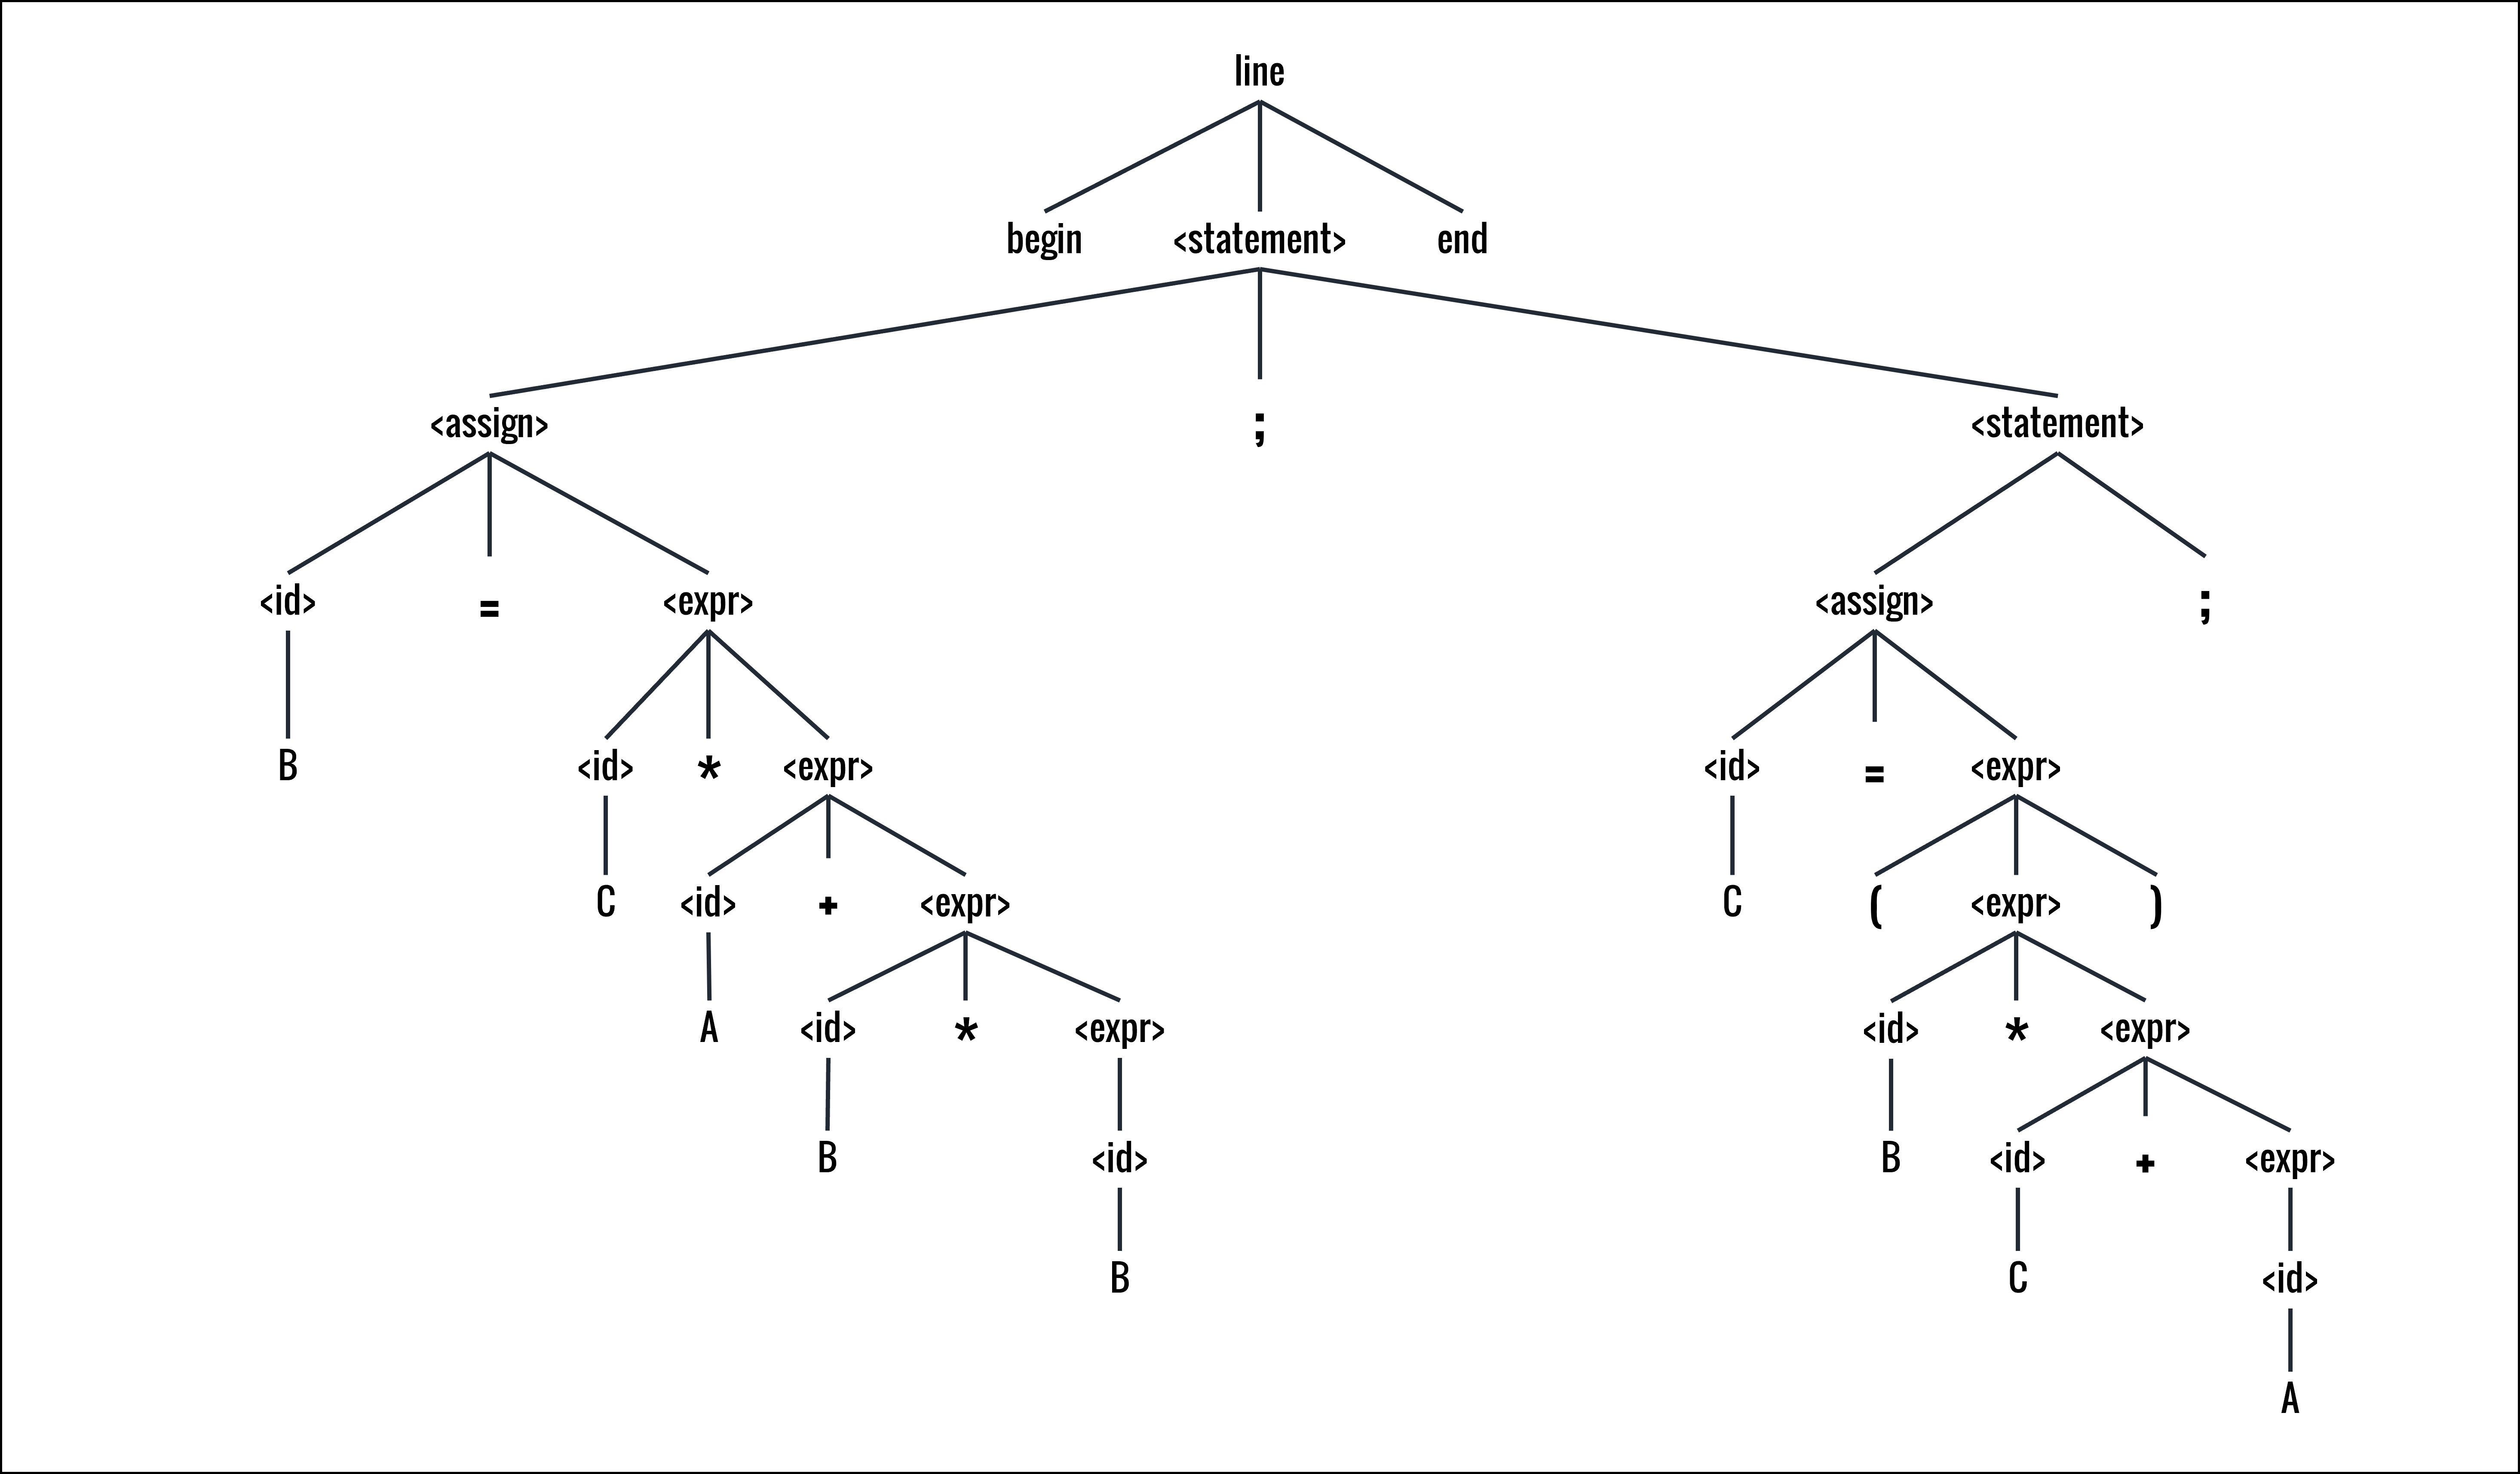 line
begin <statement> end
<assign> ; <statement>
<id> = <expr> <assign> ;
B <id> * <expr> <id> = <expr>
C <id> + <expr> C ( <expr> )
A <id> * <expr> <id> * <expr>
B <id> B <id> + <expr>
B C <id>
A